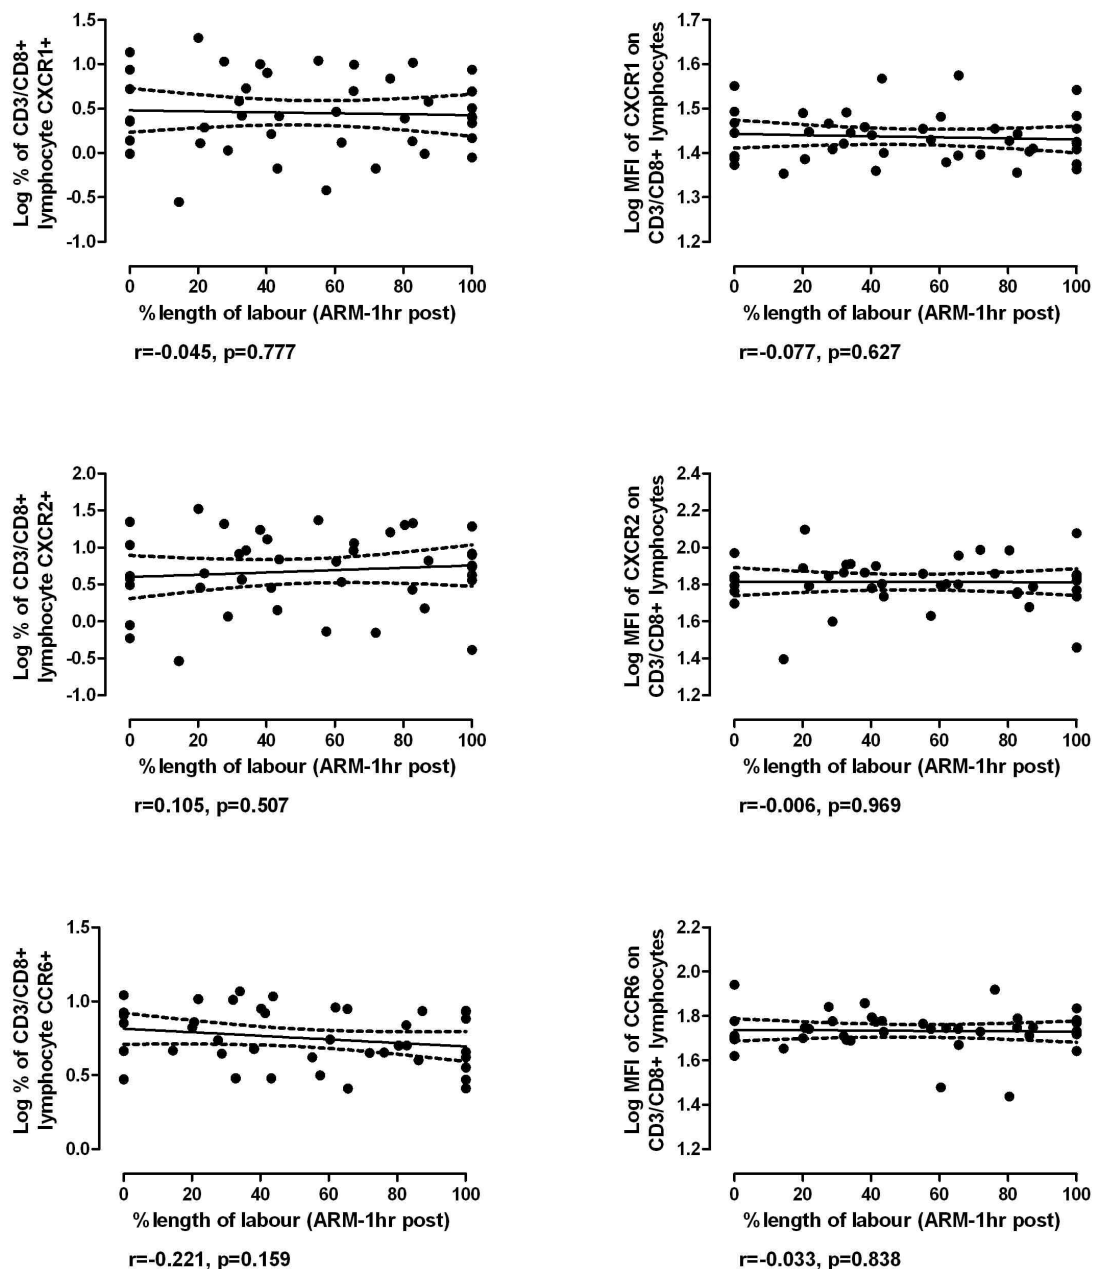 Log % of CD3/CD8+
lymphocyte CXCR1+
1.5
1.0
0.5
0.0
-0.5
-1.0
0 20 40 60 80 100
% length of labour (ARM-1hr post)
r=-0.045, p=0.777
Log MFI of CXCR1 on
CD3/CD8+ lymphocytes
1.7
1.6
1.5
1.4
1.3
1.2
0 20 40 60 80 100
% length of labour (ARM-1hr post)
r=-0.077, p=0.627
Log % of CD3/CD8+
lymphocyte CXCR2+
2.0
1.5
1.0
0.5
0.0
-0.5
-1.0
0 20 40 60 80 100
% length of labour (ARM-1hr post)
r=0.105, p=0.507
Log MFI of CXCR2 on
CD3/CD8+ lymphocytes
2.4
2.2
2.0
1.8
1.6
1.4
1.2
0 20 40 60 80 100
% length of labour (ARM-1hr post)
r=-0.006, p=0.969
Log % of CD3/CD8+
lymphocyte CCR6+
1.5
1.0
0.5
0.0
0 20 40 60 80 100
% length of labour (ARM-1hr post)
r=-0.221, p=0.159
Log MFI of CCR6 on
CD3/CD8+ lymphocytes
2.2
2.0
1.8
1.6
1.4
1.2
0 20 40 60 80 100
% length of labour (ARM-1hr post)
r=-0.033, p=0.838